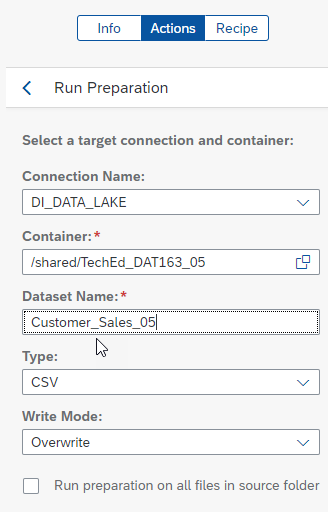 Info Actions Recipe
Run Preparation
Select a target connection and container:
Connection Name:
DI_DATA_LAKE
Container:*
/shared/TechEd_DAT163_05
Dataset Name:*
Customer_Sales_05
Type:
CSV
Write Mode:
Overwrite
Run preparation on all files in source folder